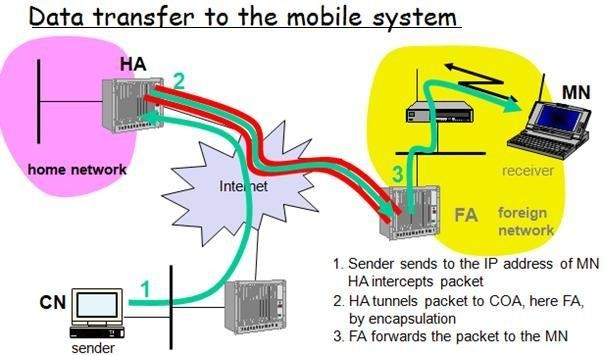 Data transfer to the mobile system
HA
2
MN
home network
Internet
3
receiver
FA
foreign
network
CN
1
sender
1. Sender sends to the IP address of MN
HA intercepts packet
2. HA tunnels packet to COA, here FA,
by encapsulation
3. FA forwards the packet to the MN